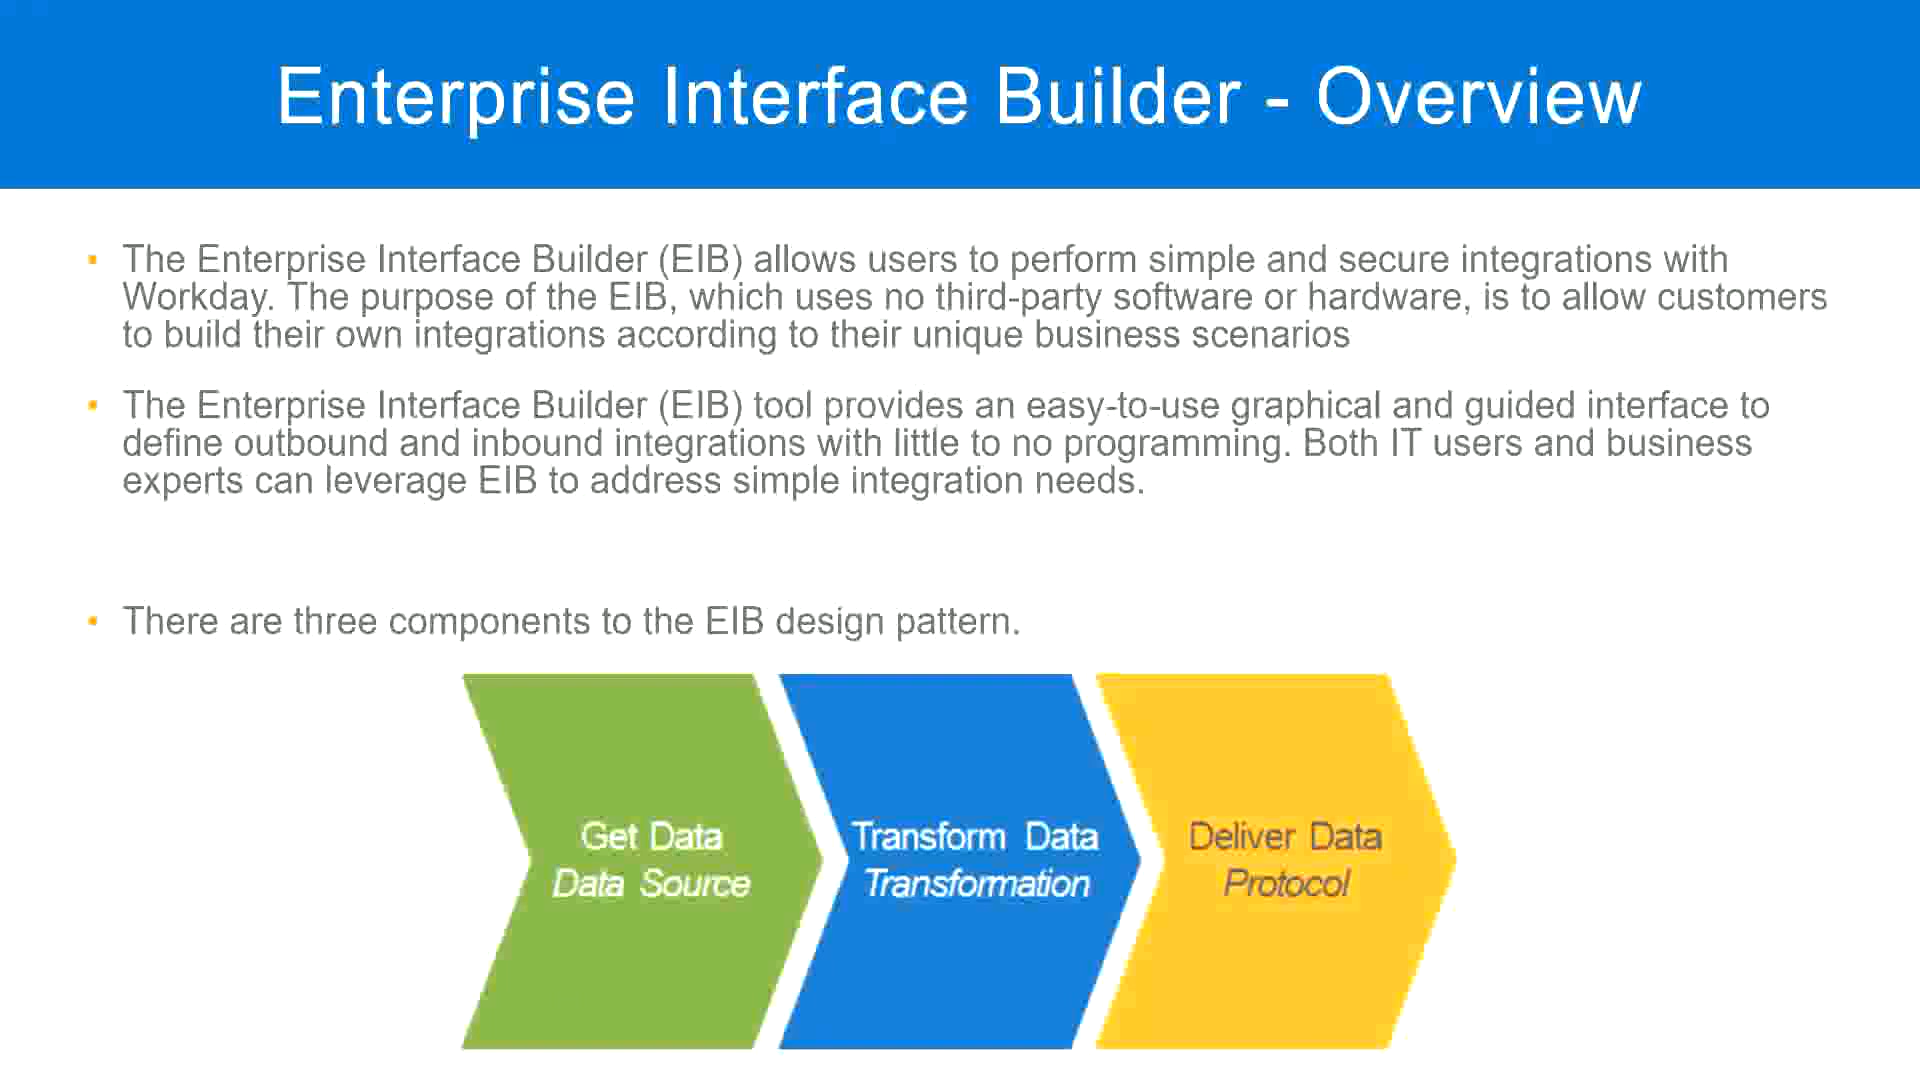 Enterprise Interface Builder - Overview
▪ The Enterprise Interface Builder (EIB) allows users to perform simple and secure integrations with
Workday. The purpose of the EIB, which uses no third-party software or hardware, is to allow customers
to build their own integrations according to their unique business scenarios
▪ The Enterprise Interface Builder (EIB) tool provides an easy-to-use graphical and guided interface to
define outbound and inbound integrations with little to no programming. Both IT users and business
experts can leverage EIB to address simple integration needs.
▪ There are three components to the EIB design pattern.
Get Data
Data Source
Transform Data
Transformation
Deliver Data
Protocol